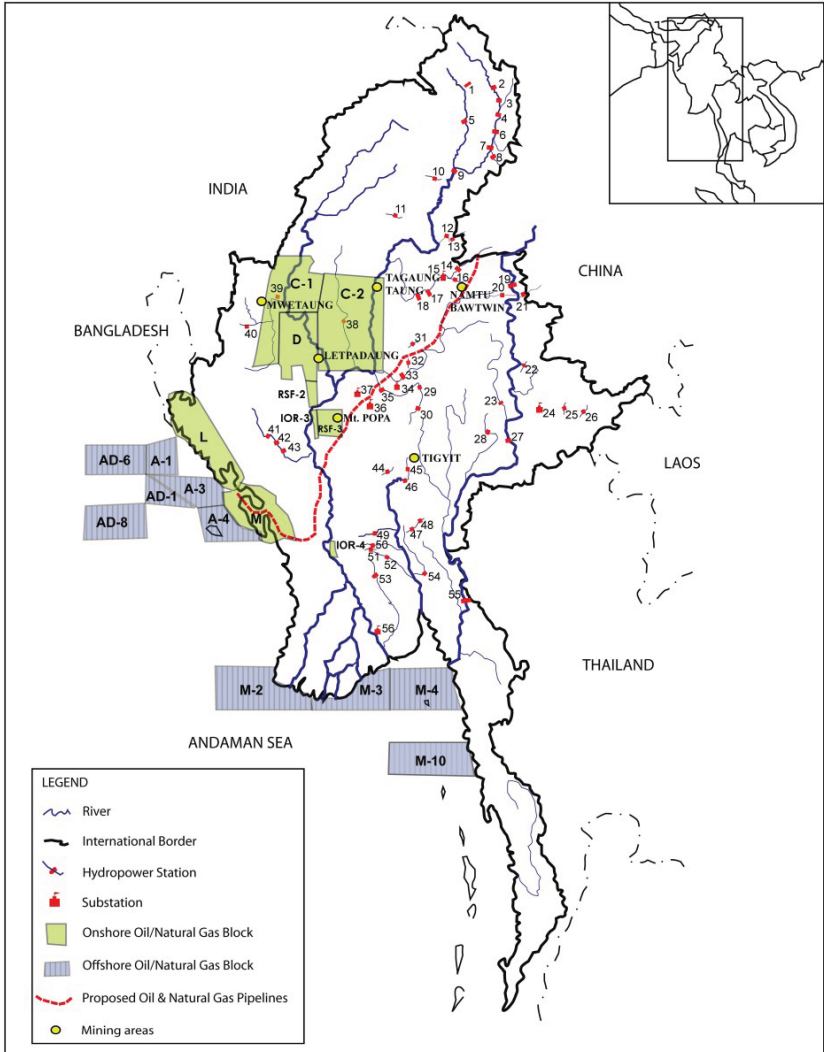 1
2
3
4
5
6
7
8
9
10
11
12
13
INDIA
CHINA
BANGLADESH
LAOS
THAILAND
ANDAMAN SEA
14
15
16
17
18
19
20
21
TAGAUNG
TAUNG
NAMTU
BAWTWIN
C-1
C-2
39
MWETAUNG
38
40
D
LETPADAUNG
31
32
33
34
35
36
37
29
30
22
23
24
25
26
27
28
RSF-2
IOR-3
RSF-3
Mt. POPA
TIGYIT
L
41
42
43
44
45
46
AD-6
A-1
AD-1
A-3
AD-8
A-4
M
47
48
49
IOR-4
50
51
52
53
54
55
56
M-2
M-3
M-4
M-10
LEGEND
River
International Border
Hydropower Station
Substation
Onshore Oil/Natural Gas Block
Offshore Oil/Natural Gas Block
Proposed Oil & Natural Gas Pipelines
Mining areas